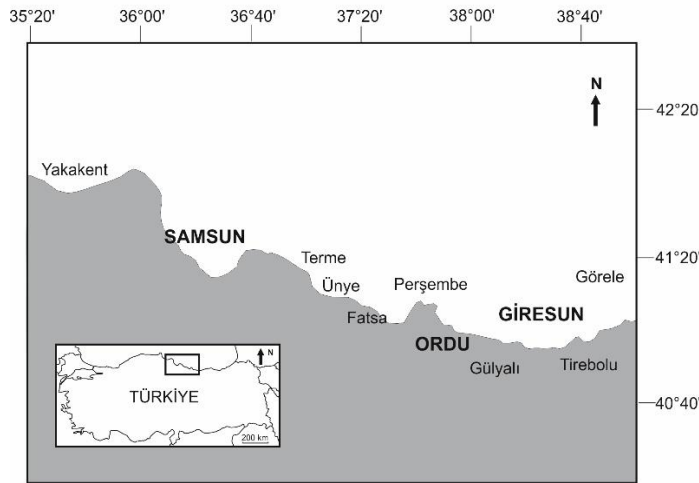 35°20' 36°00' 36°40' 37°20' 38°00' 38°40'
N
42°20'
Yakakent
SAMSUN
Terme
41°20'
Görele
Ünye
Perşembe
Fatsa
GİRESUN
ORDU
Gülyalı
Tirebolu
N
TÜRKİYE
40°40'
200 km